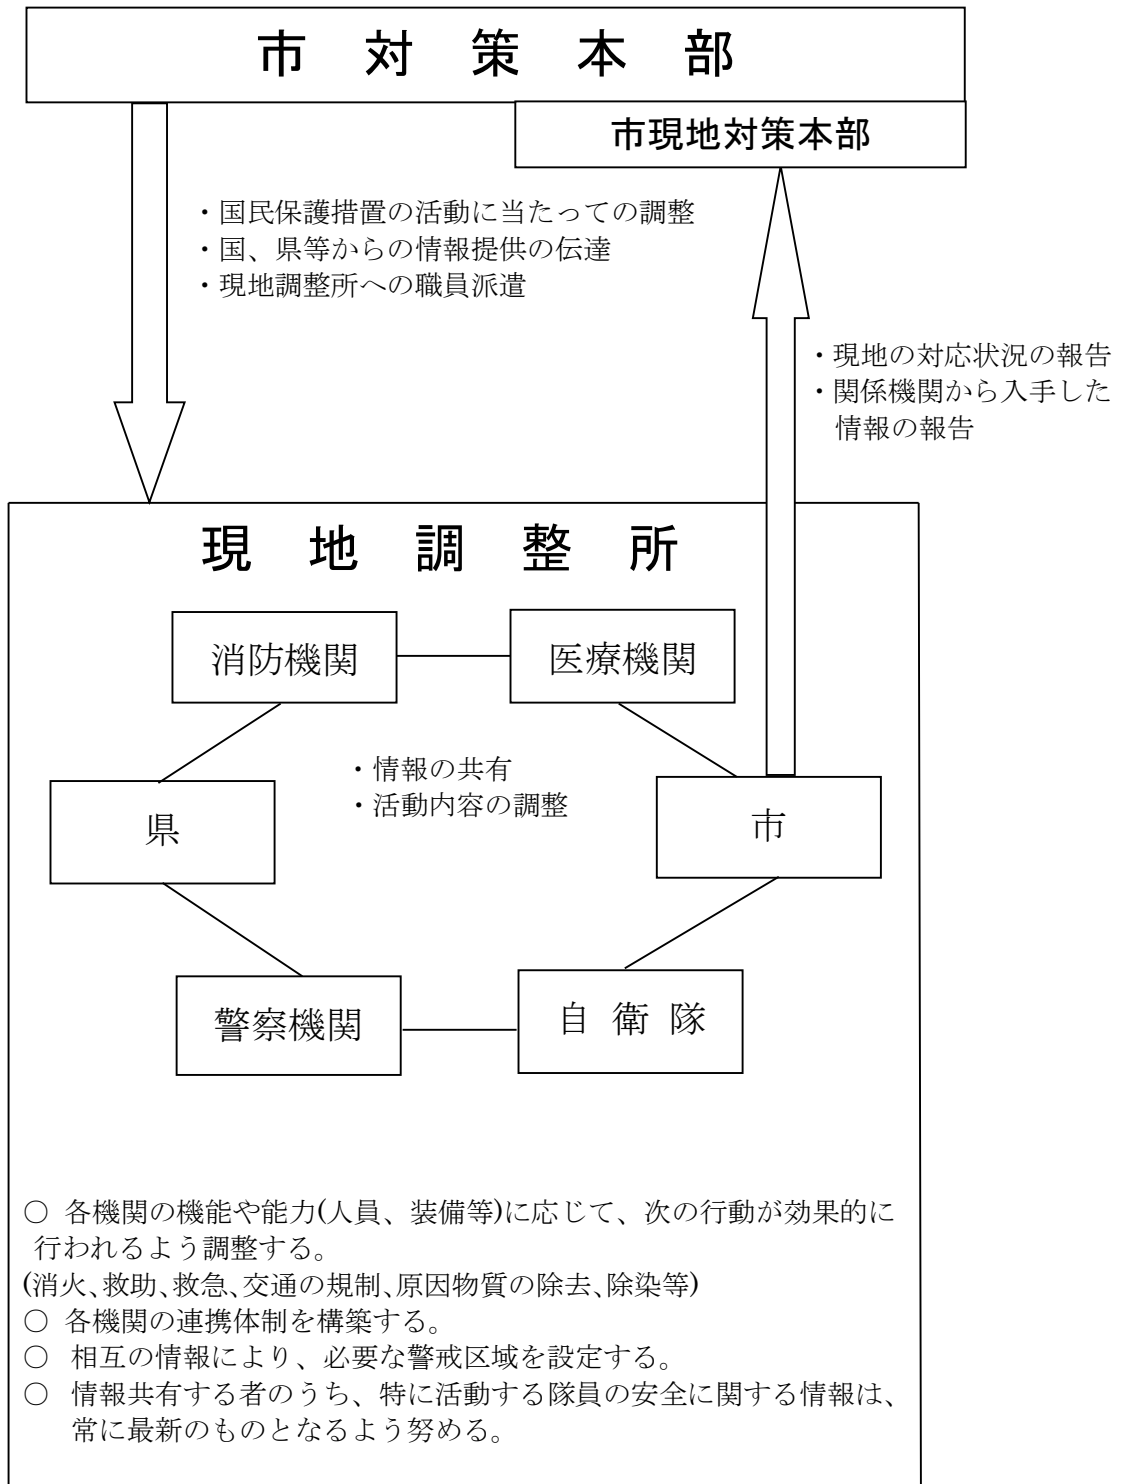 市対策本部
市現地対策本部
・国民保護措置の活動に当たっての調整
・国、県等からの情報提供の伝達
・現地調整所への職員派遣
・現地の対応状況の報告
・関係機関から入手した
情報の報告
現地調整所
消防機関
医療機関
・情報の共有
・活動内容の調整
県
市
警察機関
自衛隊
○ 各機関の機能や能力(人員、装備等)に応じて、次の行動が効果的に
行われるよう調整する。
(消火、救助、救急、交通の規制、原因物質の除去、除染等)
○ 各機関の連携体制を構築する。
○ 相互の情報により、必要な警戒区域を設定する。
○ 情報共有する者のうち、特に活動する隊員の安全に関する情報は、
常に最新のものとなるよう努める。